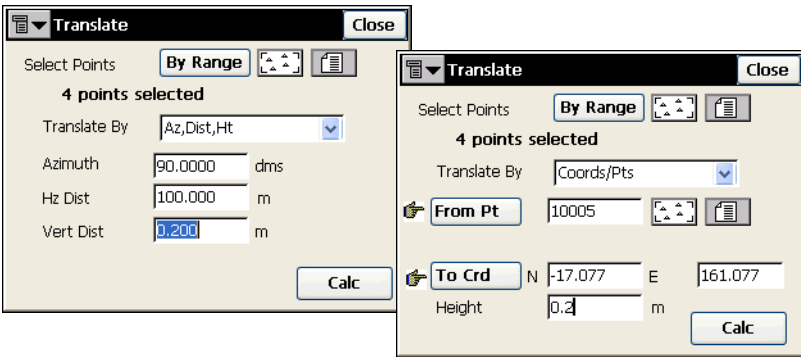 Translate Close
Select Points By Range
4 points selected
Translate By Az,Dist,Ht
Azimuth 90.0000 dms
Hz Dist 100.000 m
Vert Dist 0.200 m
Calc
Translate Close
Select Points By Range
4 points selected
Translate By Coords/Pts
From Pt 10005
To Crd N -17.077 E 161.077
Height 0.2 m
Calc